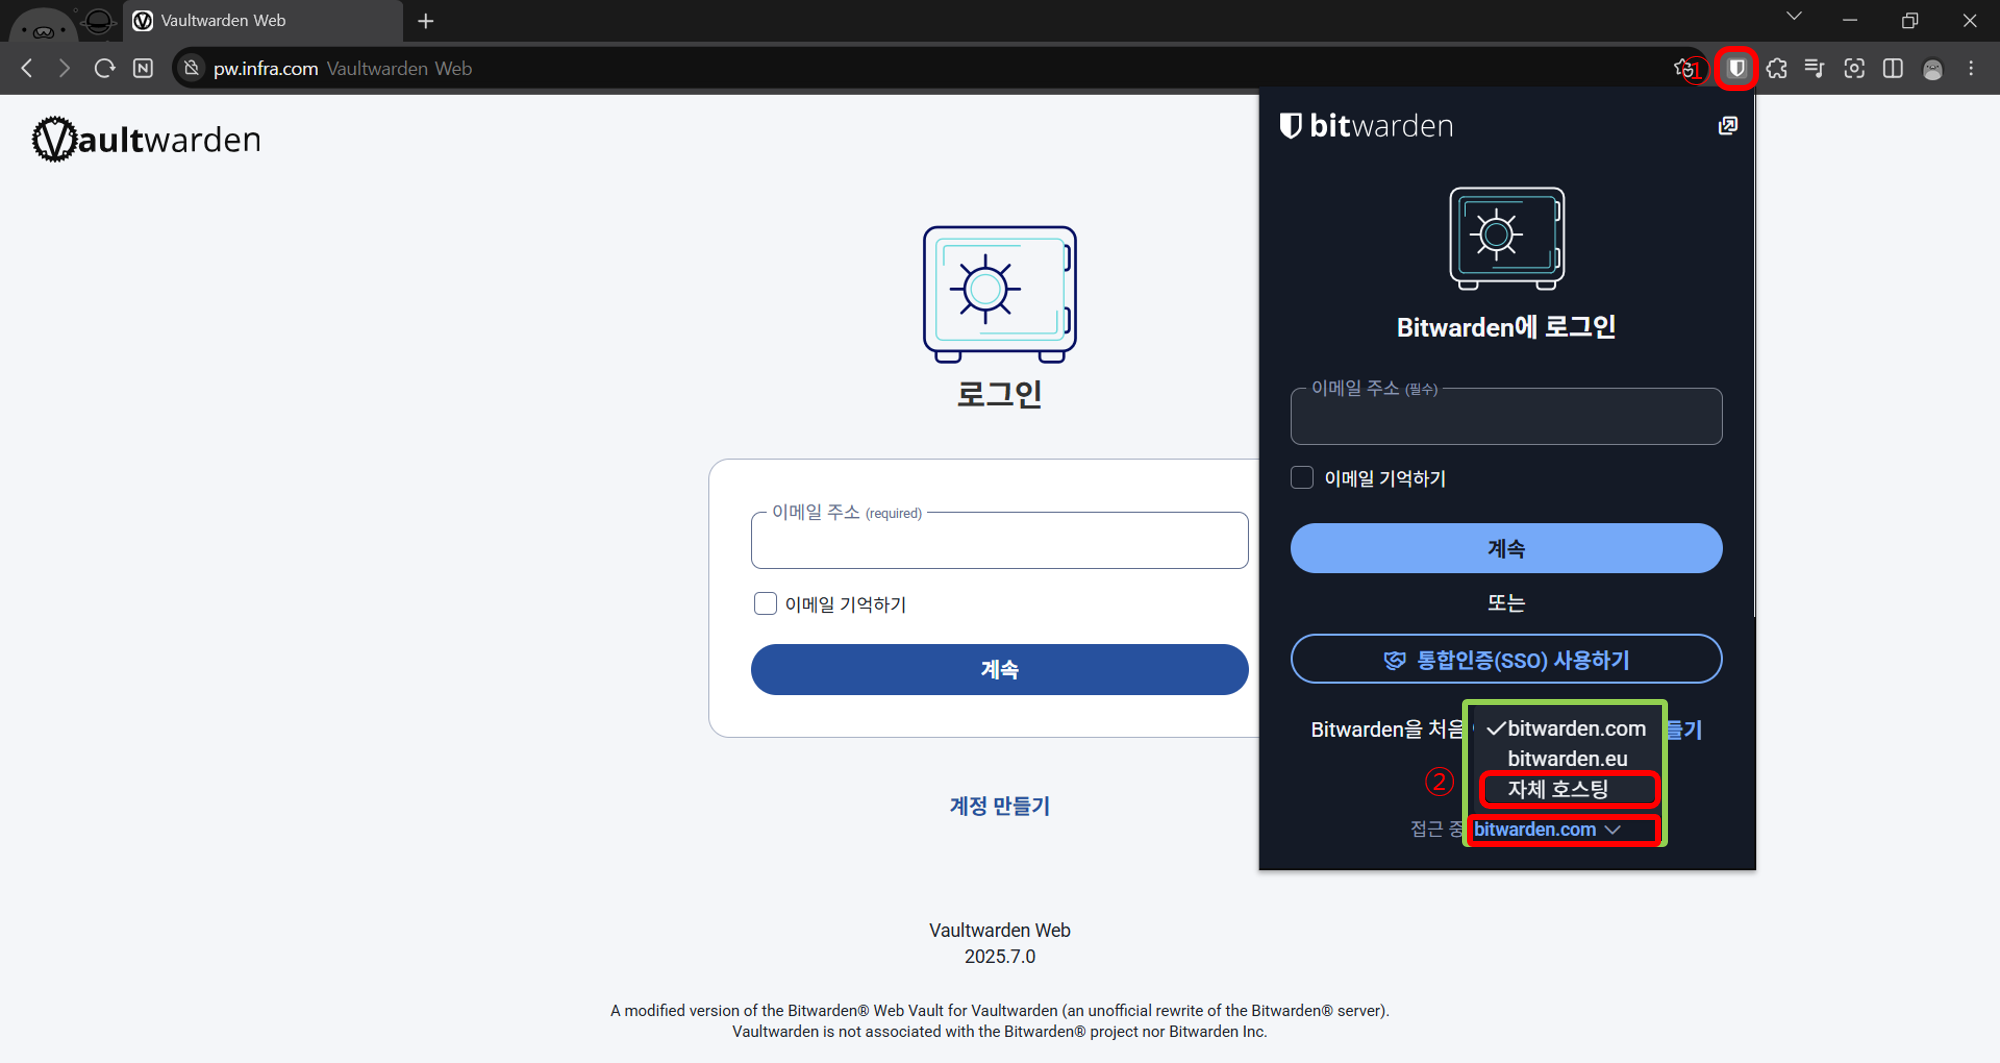 Vaultwarden Web
pw.infra.com Vaultwarden Web
①
Vaultwarden
로그인
이메일 주소 (required)
이메일 기억하기
계속
계정 만들기
Vaultwarden Web
2025.7.0
A modified version of the Bitwarden® Web Vault for Vaultwarden (an unofficial rewrite of the Bitwarden® server).
Vaultwarden is not associated with the Bitwarden® project nor Bitwarden Inc.
bitwarden
Bitwarden에 로그인
이메일 주소 (필수)
이메일 기억하기
계속
또는
통합인증(SSO) 사용하기
Bitwarden을 처음 들기
bitwarden.com
bitwarden.eu
② 자체 호스팅
접근 중 bitwarden.com